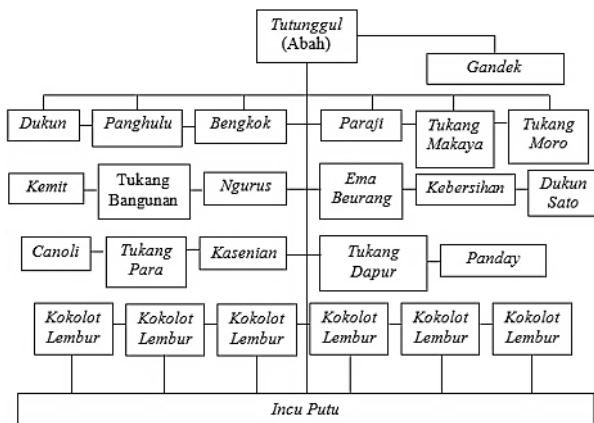 Tutunggul
(Abah)
Gandek
Dukun
Panghulu
Bengkok
Paraji
Tukang
Makaya
Tukang
Moro
Kemit
Tukang
Bangunan
Ngurus
Ema
Beurang
Kebersihan
Dukun
Sato
Canoli
Tukang
Para
Kasenian
Tukang
Dapur
Panday
Kokolot
Lembur
Kokolot
Lembur
Kokolot
Lembur
Kokolot
Lembur
Kokolot
Lembur
Kokolot
Lembur
Incu Putu